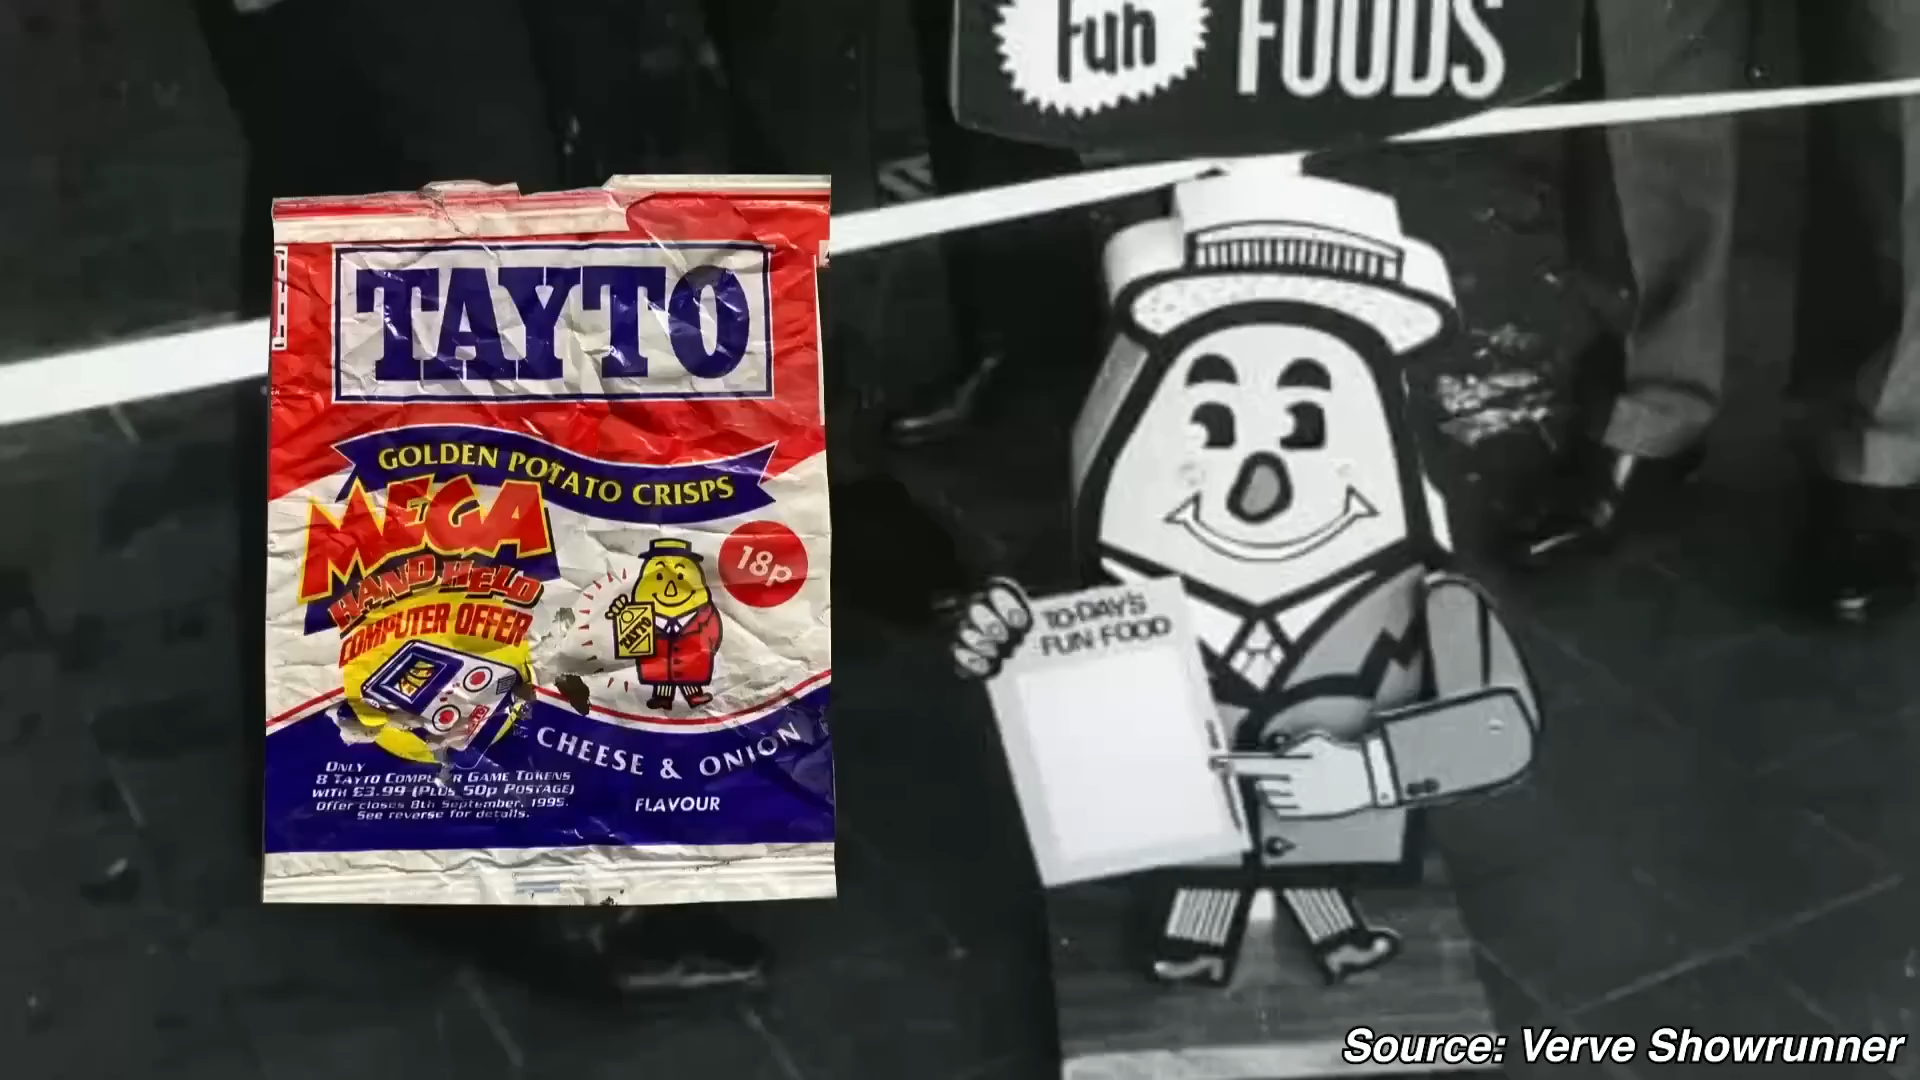 Fun FOODS
TAYTO
GOLDEN POTATO CRISPS
MEGA
HAND HELD
COMPUTER OFFER
18p
TAYTO
TAYTO
CHEESE & ONION
FLAVOUR
ONLY
8 TAYTO COMPUTER GAME TOKENS
WITH £3.99 (PLUS 50p POSTAGE)
Offer closes 8th September, 1995.
See reverse for details.
TO-DAY'S
FUN FOOD
Source: Verve Showrunner